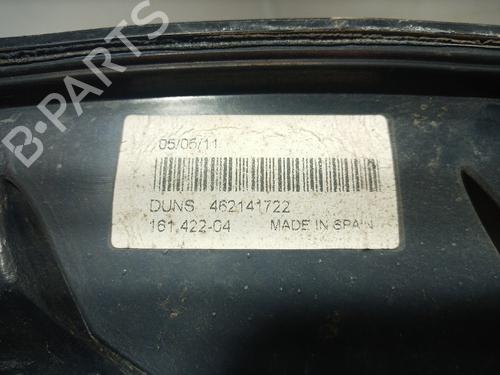 05/05/11
DUNS 462141722
161.422-04 MADE IN SPAIN
B-PARTS